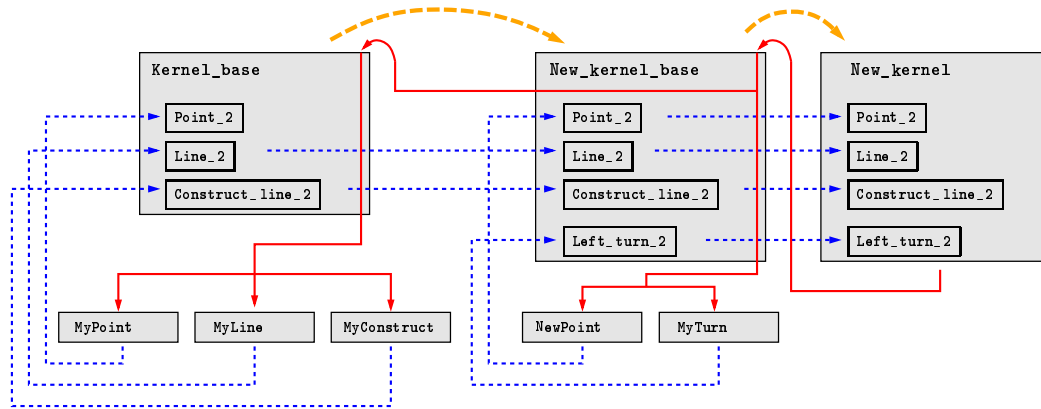 Kernel_base
New_kernel_base
New_kernel
Point_2
Point_2
Point_2
Line_2
Line_2
Line_2
Construct_line_2
Construct_line_2
Construct_line_2
Left_turn_2
Left_turn_2
MyPoint
MyLine
MyConstruct
NewPoint
MyTurn